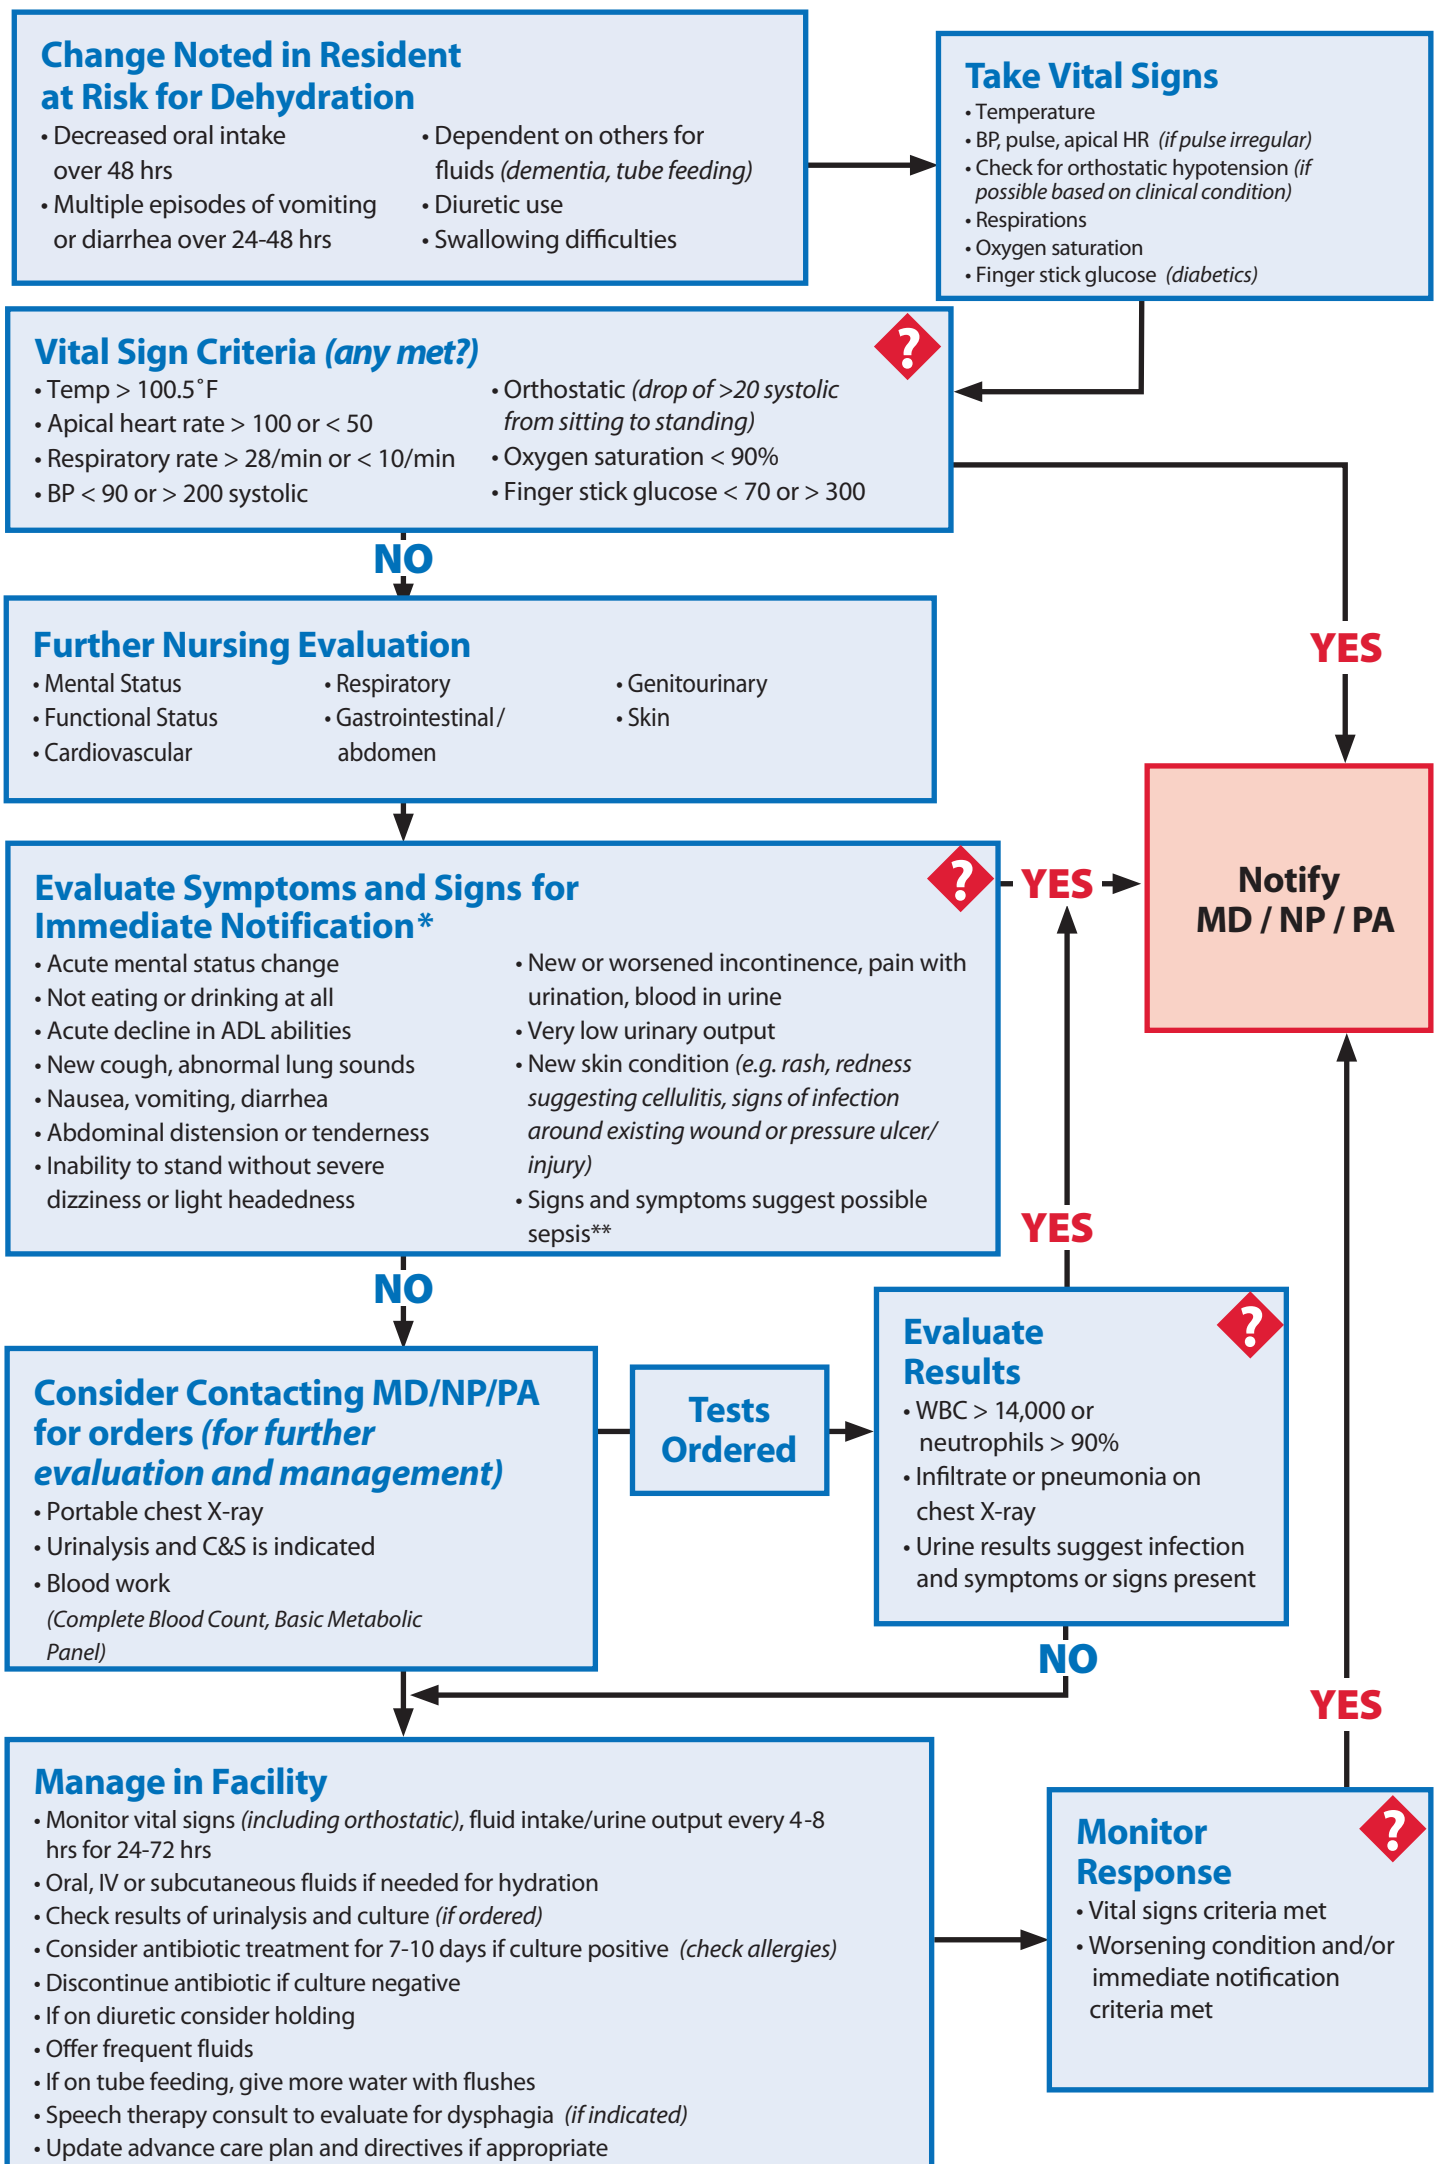 Change Noted in Resident
at Risk for Dehydration
• Decreased oral intake
over 48 hrs
• Multiple episodes of vomiting
or diarrhea over 24-48 hrs
• Dependent on others for
fluids (dementia, tube feeding)
• Diuretic use
• Swallowing difficulties
Take Vital Signs
• Temperature
• BP, pulse, apical HR (if pulse irregular)
• Check for orthostatic hypotension (if
possible based on clinical condition)
• Respirations
• Oxygen saturation
• Finger stick glucose (diabetics)
Vital Sign Criteria (any met?)
?
• Temp > 100.5˚F
• Apical heart rate > 100 or < 50
• Respiratory rate > 28/min or < 10/min
• BP < 90 or > 200 systolic
• Orthostatic (drop of >20 systolic
from sitting to standing)
• Oxygen saturation < 90%
• Finger stick glucose < 70 or > 300
NO
YES
Further Nursing Evaluation
• Mental Status
• Functional Status
• Cardiovascular
• Respiratory
• Gastrointestinal/
abdomen
• Genitourinary
• Skin
Evaluate Symptoms and Signs for
Immediate Notification*
?
• Acute mental status change
• Not eating or drinking at all
• Acute decline in ADL abilities
• New cough, abnormal lung sounds
• Nausea, vomiting, diarrhea
• Abdominal distension or tenderness
• Inability to stand without severe
dizziness or light headedness
• New or worsened incontinence, pain with
urination, blood in urine
• Very low urinary output
• New skin condition (e.g. rash, redness
suggesting cellulitis, signs of infection
around existing wound or pressure ulcer/
injury)
• Signs and symptoms suggest possible
sepsis**
YES
Notify
MD / NP / PA
YES
NO
Consider Contacting MD/NP/PA
for orders (for further
evaluation and management)
• Portable chest X-ray
• Urinalysis and C&S is indicated
• Blood work
(Complete Blood Count, Basic Metabolic
Panel)
Tests
Ordered
Evaluate
Results
?
• WBC > 14,000 or
neutrophils > 90%
• Infiltrate or pneumonia on
chest X-ray
• Urine results suggest infection
and symptoms or signs present
NO
YES
Manage in Facility
• Monitor vital signs (including orthostatic), fluid intake/urine output every 4-8
hrs for 24-72 hrs
• Oral, IV or subcutaneous fluids if needed for hydration
• Check results of urinalysis and culture (if ordered)
• Consider antibiotic treatment for 7-10 days if culture positive (check allergies)
• Discontinue antibiotic if culture negative
• If on diuretic consider holding
• Offer frequent fluids
• If on tube feeding, give more water with flushes
• Speech therapy consult to evaluate for dysphagia (if indicated)
• Update advance care plan and directives if appropriate
Monitor
Response
?
• Vital signs criteria met
• Worsening condition and/or
immediate notification
criteria met